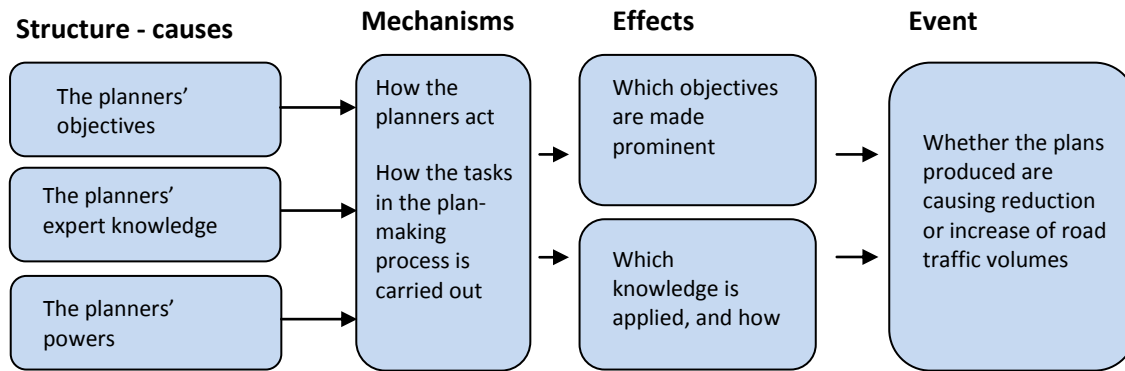 Structure - causes
The planners'
objectives
The planners'
expert knowledge
The planners'
powers
Mechanisms
How the
planners act
How the tasks
in the plan-
making
process is
carried out
Effects
Which objectives
are made
prominent
Which
knowledge is
applied, and how
Event
Whether the plans
produced are
causing reduction
or increase of road
traffic volumes